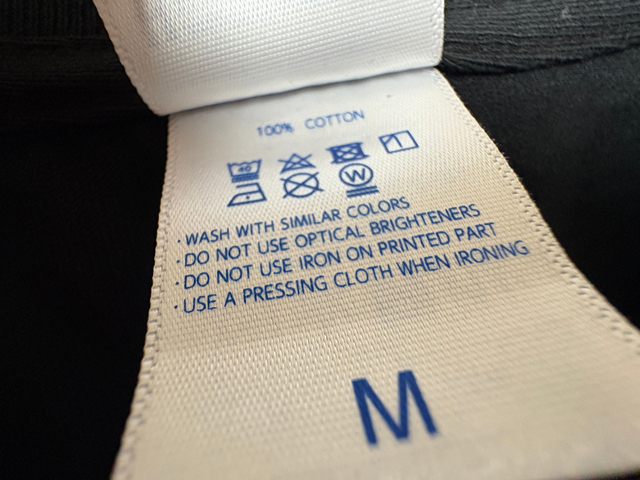 100% COTTON
40
W
· WASH WITH SIMILAR COLORS
· DO NOT USE OPTICAL BRIGHTENERS
· DO NOT USE IRON ON PRINTED PART
· USE A PRESSING CLOTH WHEN IRONING
M